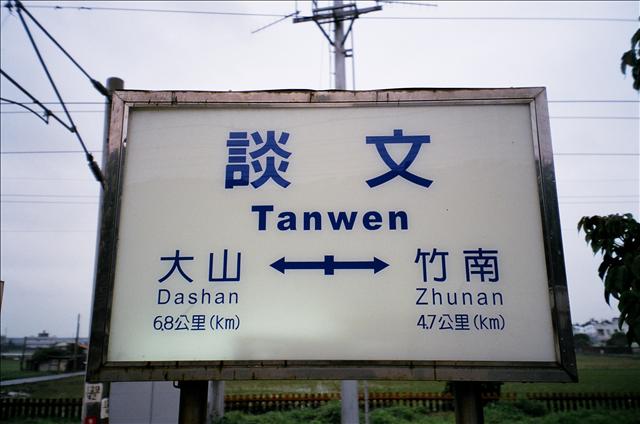 談文
Tanwen
大山
Dashan
6.8公里(km)
竹南
Zhunan
4.7公里(km)